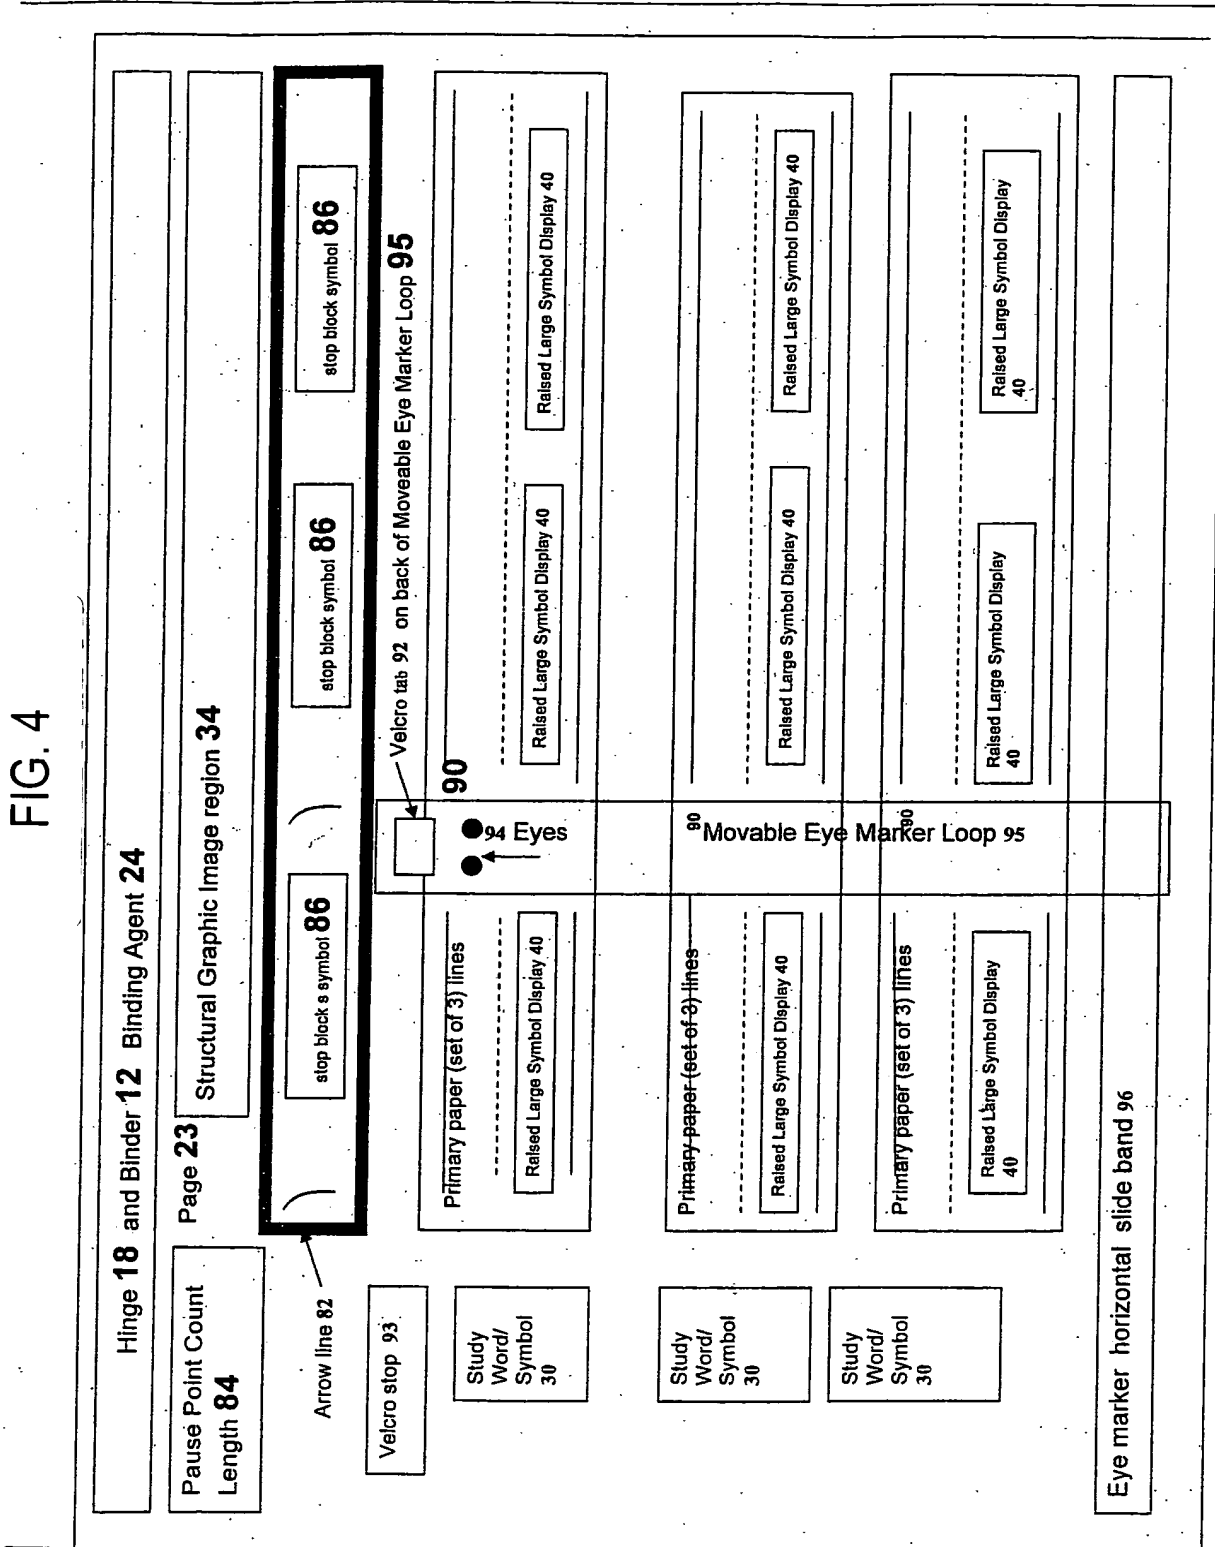 FIG. 4
Hinge 18 and Binder 12 Binding Agent 24
Pause Point Count
Length 84
Page 23
Structural Graphic Image region 34
Arrow line 82
stop block s symbol 86
stop block symbol 86
stop block symbol 86
Velcro stop 93
Velcro tab 92 on back of Moveable Eye Marker Loop 95
90
94 Eyes
Study
Word/
Symbol
30
Primary paper (set of 3) lines
Raised Large Symbol Display 40
Raised Large Symbol Display 40
Raised Large Symbol Display 40
90
Movable Eye Marker Loop 95
Study
Word/
Symbol
30
Primary paper (set of 3) lines
Raised Large Symbol Display 40
Raised Large Symbol Display 40
Raised Large Symbol Display 40
90
Study
Word/
Symbol
30
Primary paper (set of 3) lines
Raised Large Symbol Display
40
Raised Large Symbol Display
40
Raised Large Symbol Display
40
Eye marker horizontal slide band 96